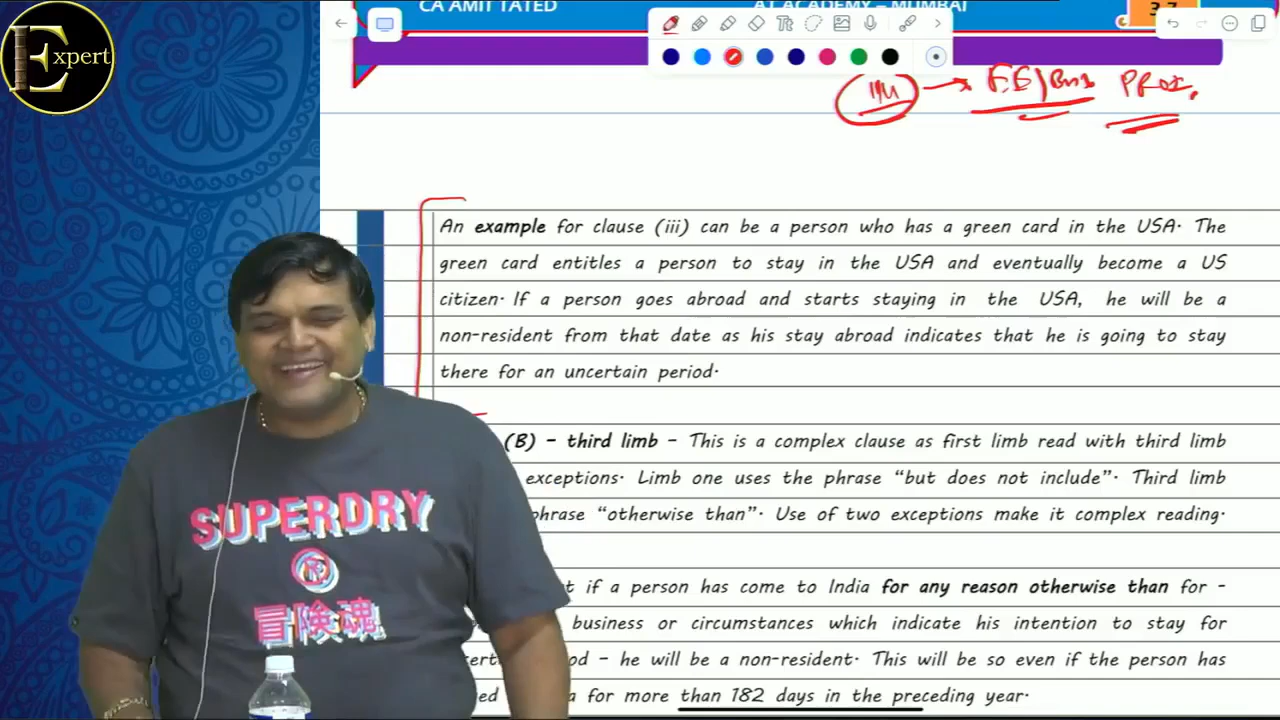 Expert
CA AMIT TATED AT ACADEMY – MUMBAI 3.7
An example for clause (iii) can be a person who has a green card in the USA. The
green card entitles a person to stay in the USA and eventually become a US
citizen. If a person goes abroad and starts staying in the USA, he will be a
non-resident from that date as his stay abroad indicates that he is going to stay
there for an uncertain period.
(B) – third limb – This is a complex clause as first limb read with third limb
exceptions. Limb one uses the phrase "but does not include". Third limb
phrase "otherwise than". Use of two exceptions make it complex reading.
if a person has come to India for any reason otherwise than for –
business or circumstances which indicate his intention to stay for
– he will be a non-resident. This will be so even if the person has
for more than 182 days in the preceding year.
SUPERDRY
冒険魂